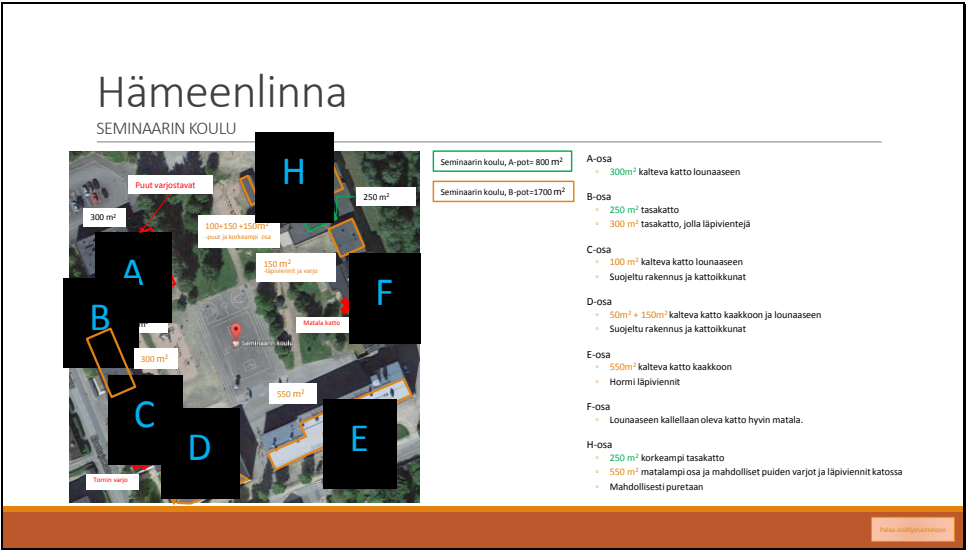 Hämeenlinna
SEMINAARIN KOULU
H
Puut varjostavat
300 m²
250 m²
100+150 +150m²
-puut ja korkeampi osa
150 m²
-läpiviennit ja varjo
A
F
B
m²
Matala katto
Seminaarin koulu
300 m²
550 m²
C
D
E
Tornin varjo
Seminaarin koulu, A-pot= 800 m²
Seminaarin koulu, B-pot=1700 m²
A-osa
300m² kalteva katto lounaaseen
B-osa
250 m² tasakatto
300 m² tasakatto, jolla läpivientejä
C-osa
100 m² kalteva katto lounaaseen
Suojeltu rakennus ja kattoikkunat
D-osa
50m² + 150m² kalteva katto kaakkoon ja lounaaseen
Suojeltu rakennus ja kattoikkunat
E-osa
550m² kalteva katto kaakkoon
Hormi läpiviennit
F-osa
Lounaaseen kallellaan oleva katto hyvin matala.
H-osa
250 m² korkeampi tasakatto
550 m² matalampi osa ja mahdolliset puiden varjot ja läpiviennit katossa
Mahdollisesti puretaan
Palaa sisällysluetteloon